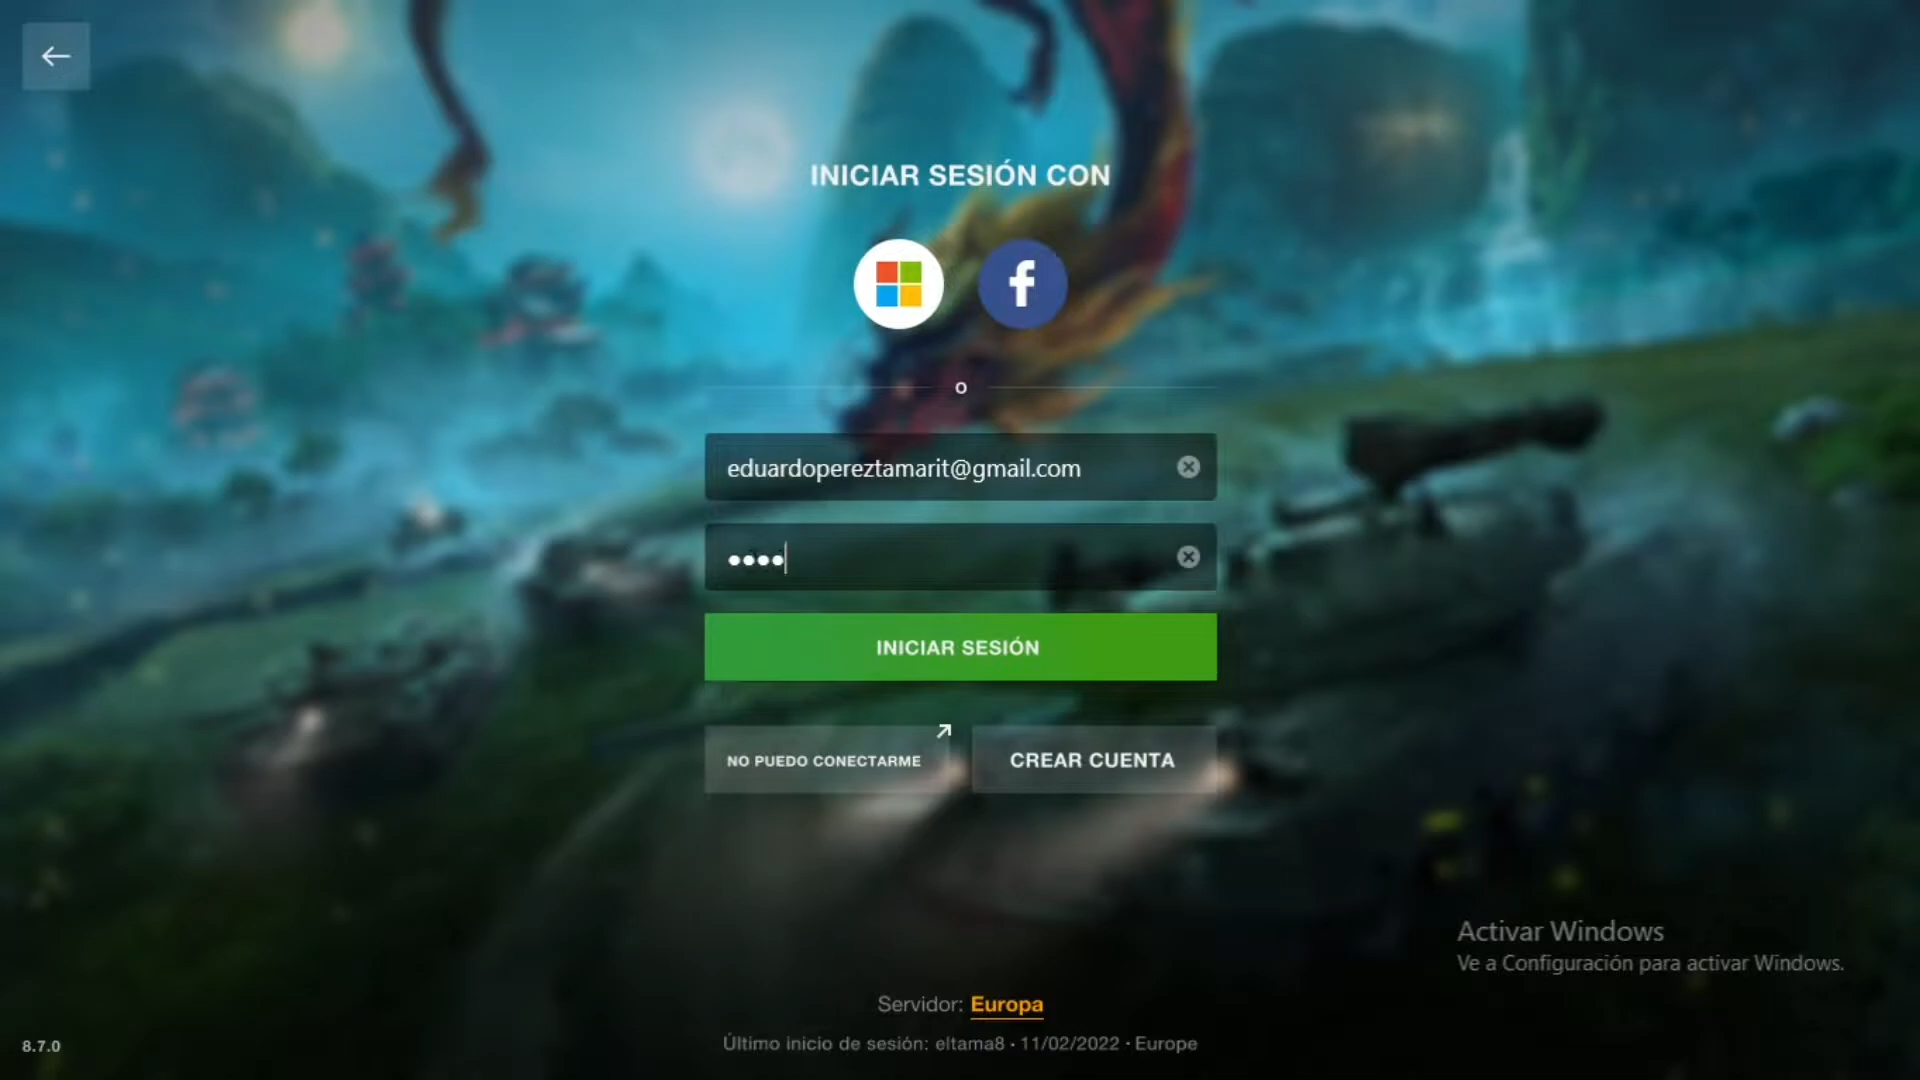 INICIAR SESIÓN CON
f
O
eduardopereztamarit@gmail.com
••••
INICIAR SESIÓN
NO PUEDO CONECTARME
CREAR CUENTA
Activar Windows
Ve a Configuración para activar Windows.
Servidor: Europa
Último inicio de sesión: eltama8 • 11/02/2022 • Europe
8.7.0